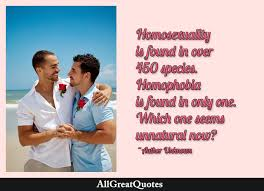 Homosexuality
is found in over
450 species.
Homophobia
is found in only one.
Which one seems
unnatural now?
~Author Unknown
AllGreatQuotes